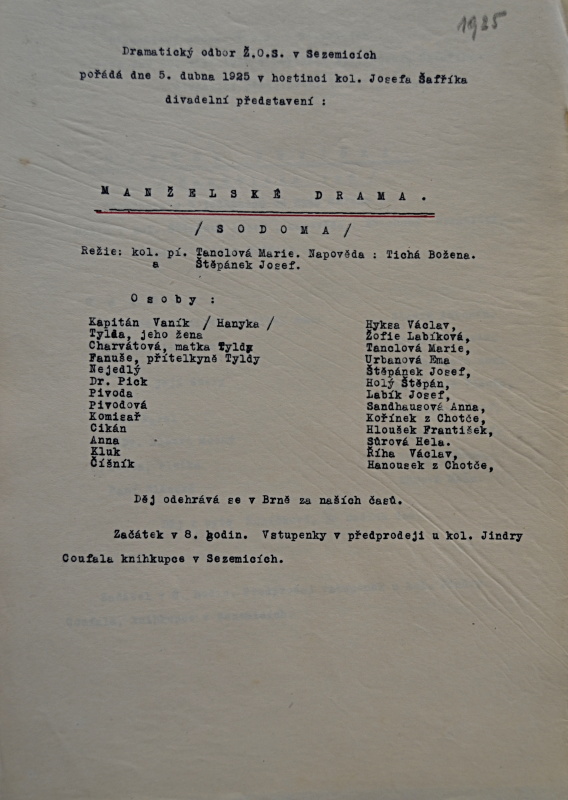 1925
Dramatický odbor Ž.O.S. v Sezemicích
pořádá dne 5. dubna 1925 v hostinci kol. Josefa Šafříka
divadelní představení :
M A N Ž E L S K É D R A M A .
/ S O D O M A /
Režie: kol. pí. Tanclová Marie. Napověda : Tichá Božena.
a Štěpánek Josef.
O s o b y :
Kapitán Vaník / Hanyka / Hyksa Václav,
Tylda, jeho žena Žofie Labíková,
Charvátová, matka Tyldy Tanclová Marie,
Fanuše, přítelkyně Tyldy Urbanová Ema
Nejedlý Štěpánek Josef,
Dr. Pick Holý Štěpán,
Pivoda Labík Josef,
Pivodová Sandhausová Anna,
Komisař Kořínek z Chotče,
Cikán Hloušek František,
Anna Sůrová Hela.
Kluk Říha Václav,
Číšník Hanousek z Chotče,
Děj odehrává se v Brně za našich časů.
Začátek v 8. hodin. Vstupenky v předprodeji u kol. Jindry
Coufala knihkupce v Sezemicích.